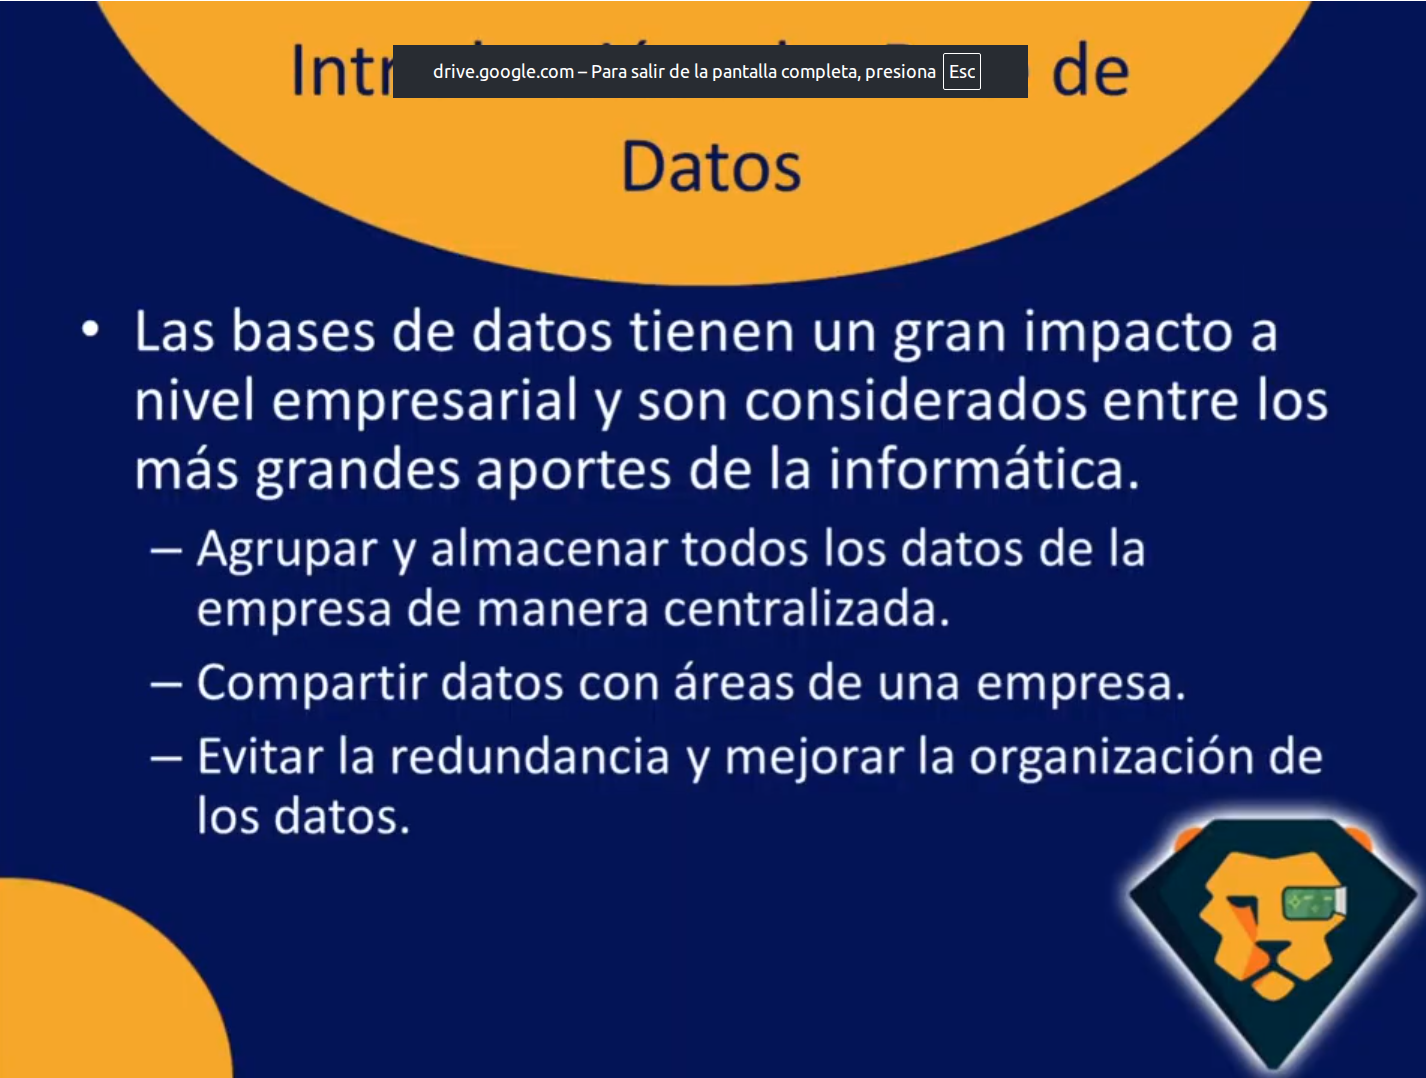 de
drive.google.com – Para salir de la pantalla completa, presiona Esc
Datos
• Las bases de datos tienen un gran impacto a
nivel empresarial y son considerados entre los
más grandes aportes de la informática.
– Agrupar y almacenar todos los datos de la
empresa de manera centralizada.
– Compartir datos con áreas de una empresa.
– Evitar la redundancia y mejorar la organización de
los datos.